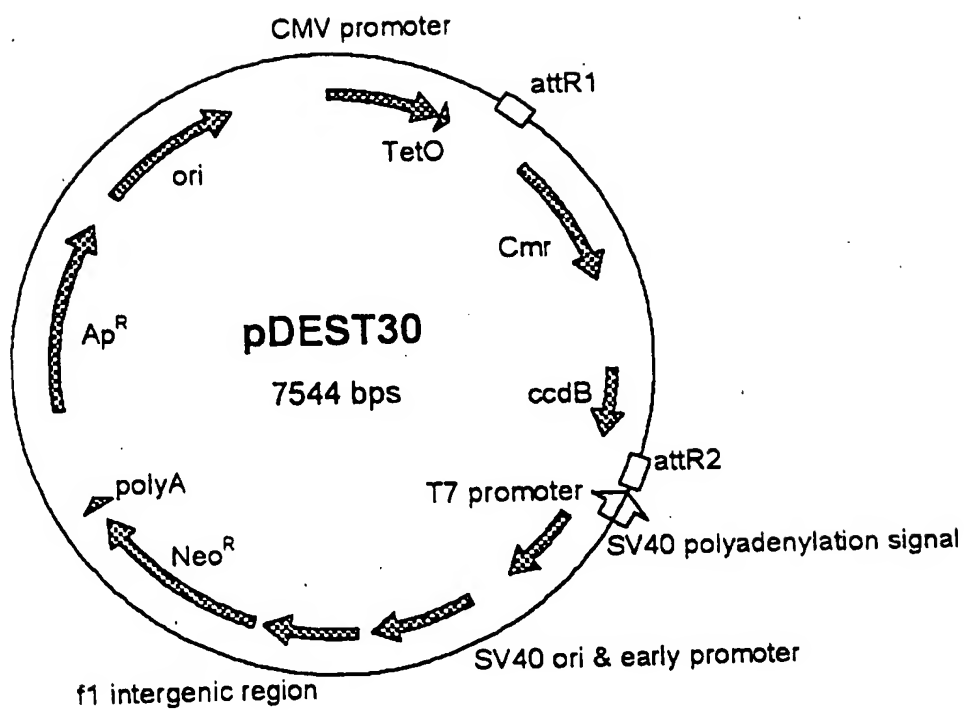 CMV promoter
attR1
TetO
ori
Cmr
Ap^R
pDEST30
7544 bps
ccdB
attR2
polyA
T7 promoter
SV40 polyadenylation signal
Neo^R
SV40 ori & early promoter
f1 intergenic region